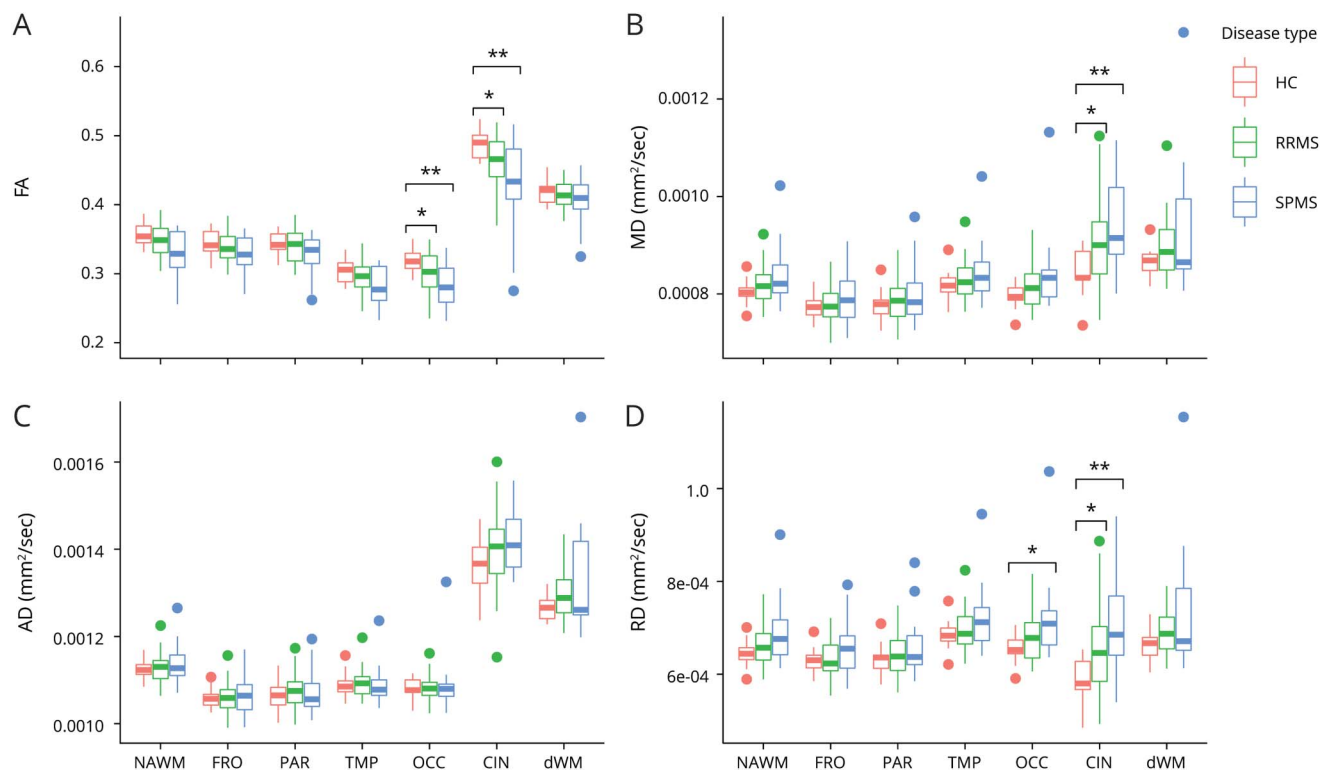 A
FA
0.6
0.5
0.4
0.3
0.2
*
**
*
**
B
MD (mm²/sec)
0.0012
0.0010
0.0008
*
**
Disease type
HC
RRMS
SPMS
C
AD (mm²/sec)
0.0016
0.0014
0.0012
0.0010
NAWM FRO PAR TMP OCC CIN dWM
D
RD (mm²/sec)
1.0
8e-04
6e-04
*
*
**
NAWM FRO PAR TMP OCC CIN dWM